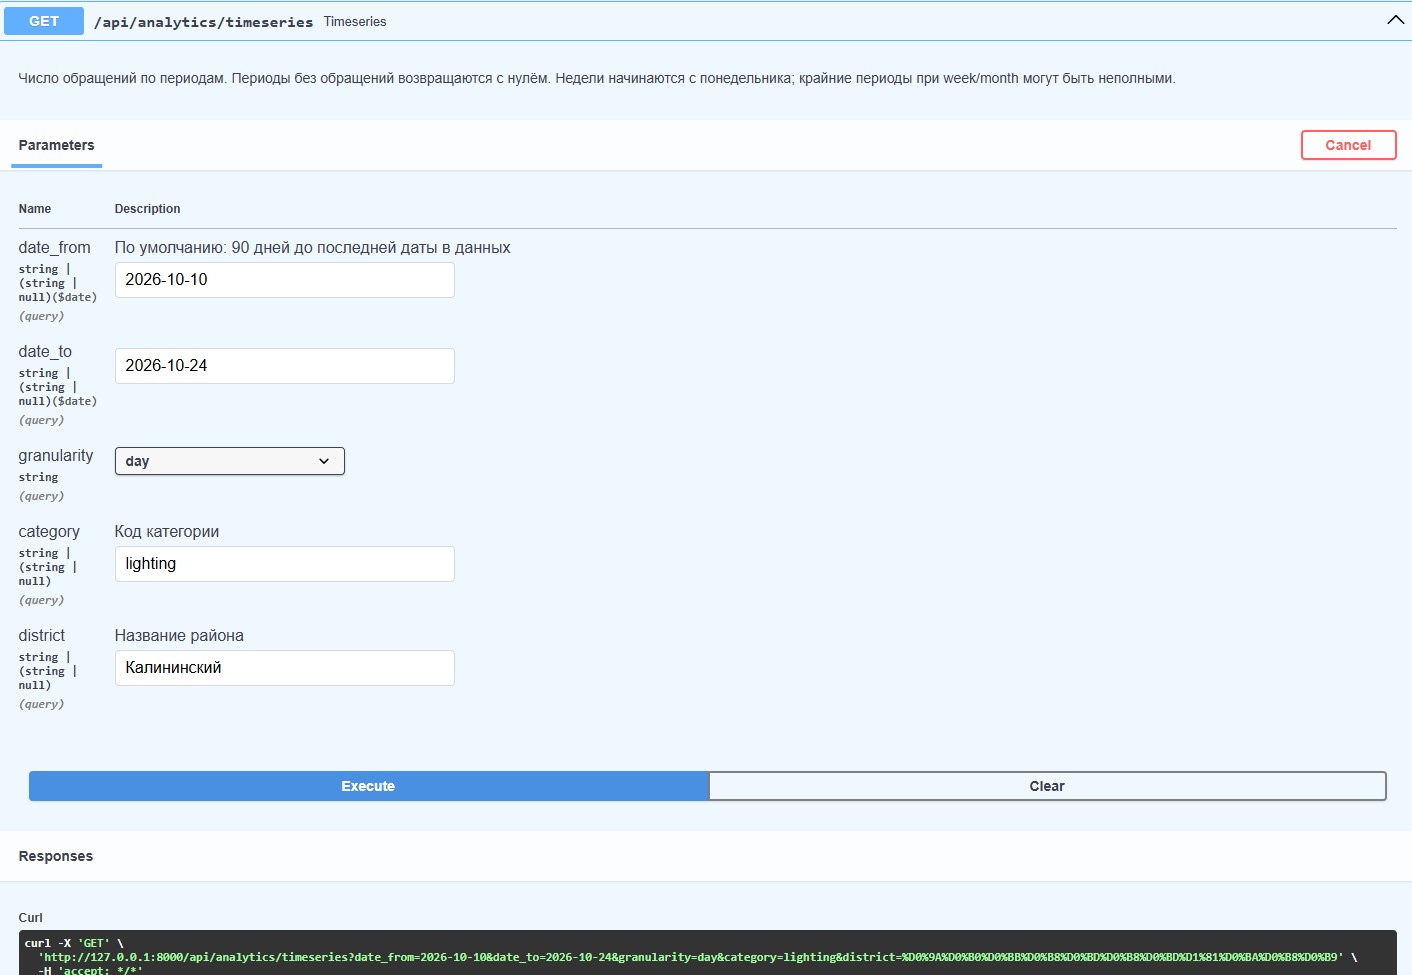 GET /api/analytics/timeseries Timeseries
Число обращений по периодам. Периоды без обращений возвращаются с нулём. Недели начинаются с понедельника; крайние периоды при week/month могут быть неполными.
Parameters
Cancel
Name Description
date_from По умолчанию: 90 дней до последней даты в данных
string |
(string |
null)($date)
(query)
2026-10-10
date_to
string |
(string |
null)($date)
(query)
2026-10-24
granularity
string
(query)
day
category Код категории
string |
(string |
null)
(query)
lighting
district Название района
string |
(string |
null)
(query)
Калининский
Execute Clear
Responses
Curl
curl -X 'GET' \
'http://127.0.0.1:8000/api/analytics/timeseries?date_from=2026-10-10&date_to=2026-10-24&granularity=day&category=lighting&district=%D0%9A%D0%B0%D0%BB%D0%B8%D0%BD%D0%B8%D0%BD%D1%81%D0%BA%D0%B8%D0%B9' \
-H 'accept: */*'